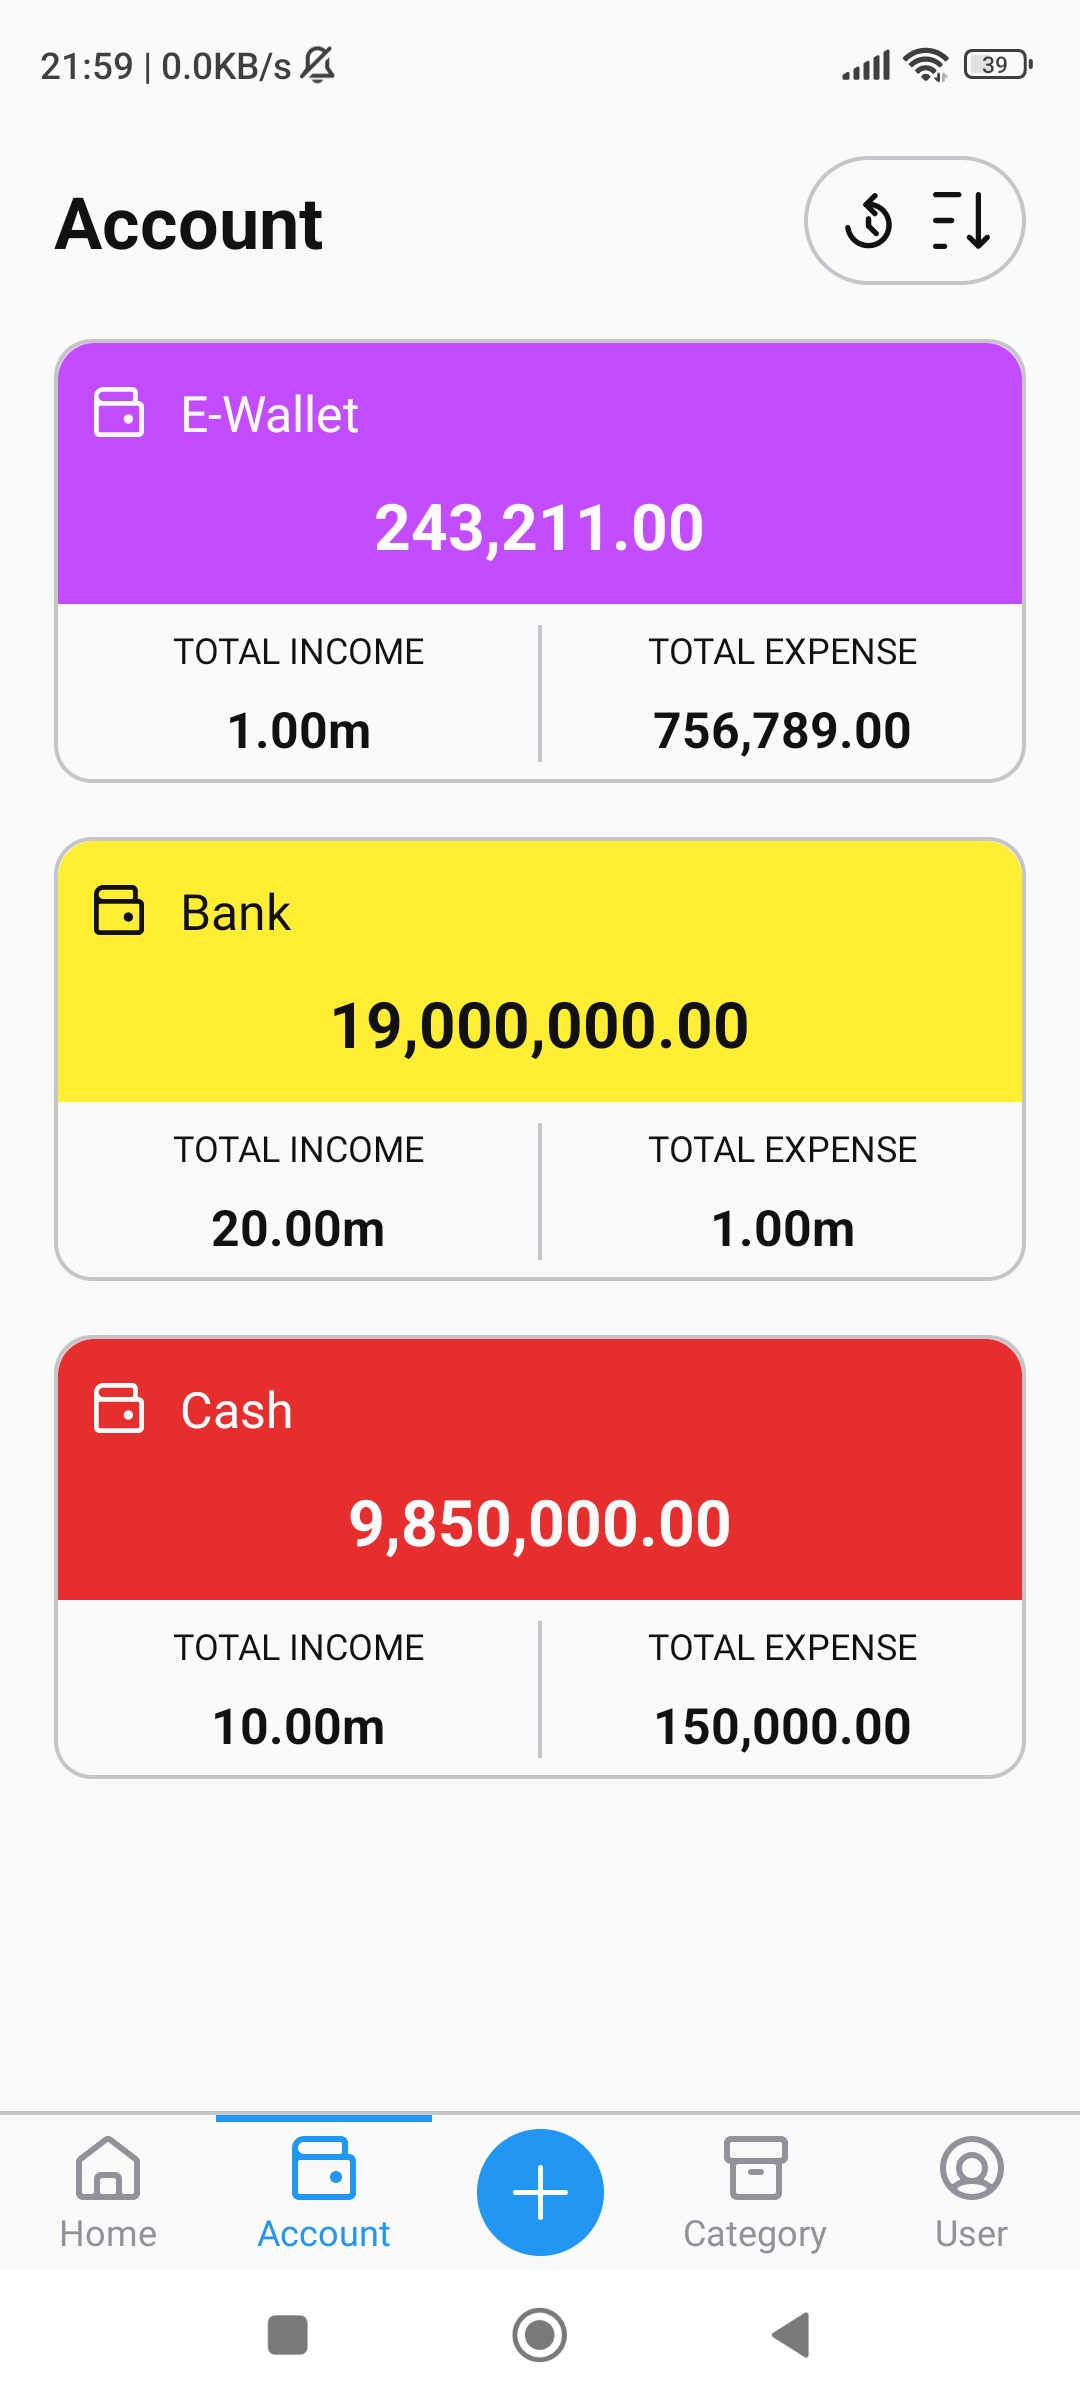 21:59 | 0.0KB/s
39
Account
E-Wallet
243,211.00
TOTAL INCOME TOTAL EXPENSE
1.00m 756,789.00
Bank
19,000,000.00
TOTAL INCOME TOTAL EXPENSE
20.00m 1.00m
Cash
9,850,000.00
TOTAL INCOME TOTAL EXPENSE
10.00m 150,000.00
Home Account Category User